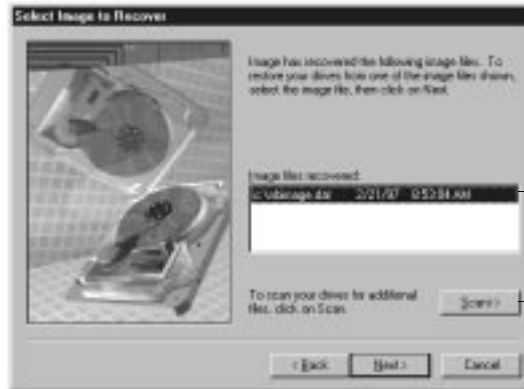 Select Image to Recover
Image has recovered the following image files. To
restore your drives from one of the image files shown,
select the image file, then click on Next.
Image files recovered:
c:\nbimage.dat 2/21/97 8:53:04 AM
To scan your drives for additional
files, click on Scan.
Scan >
< Back
Next >
Cancel